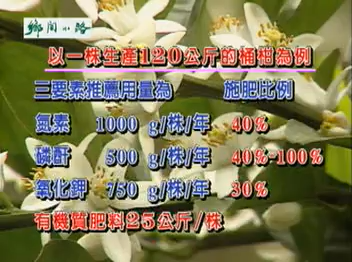 鄉間小路
以一株生產120公斤的桶柑為例
三要素推薦用量為 施肥比例
氮素 1000 g/株/年 40%
磷酐 500 g/株/年 40%-100%
氧化鉀 750 g/株/年 30%
有機質肥料25公斤/株